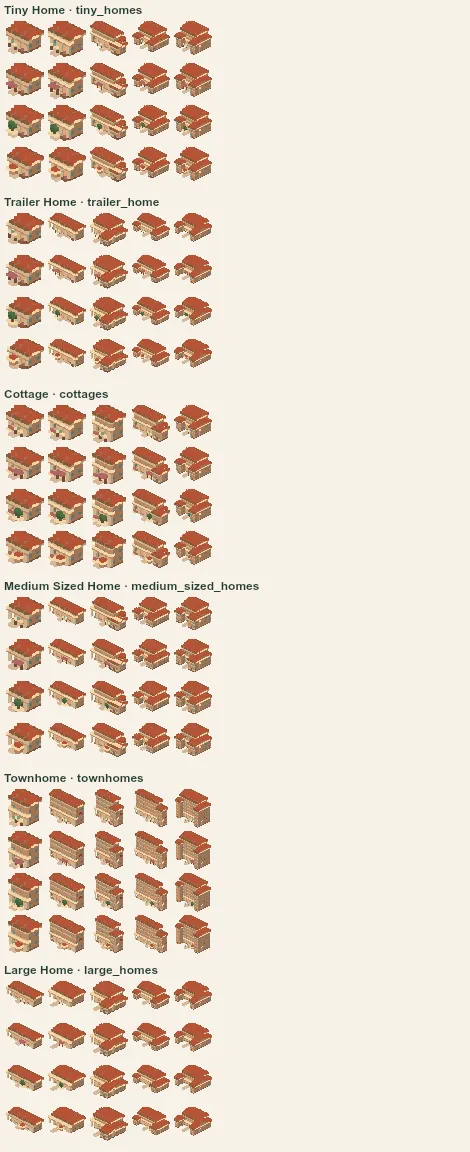 Tiny Home · tiny_homes
Trailer Home · trailer_home
Cottage · cottages
Medium Sized Home · medium_sized_homes
Townhome · townhomes
Large Home · large_homes